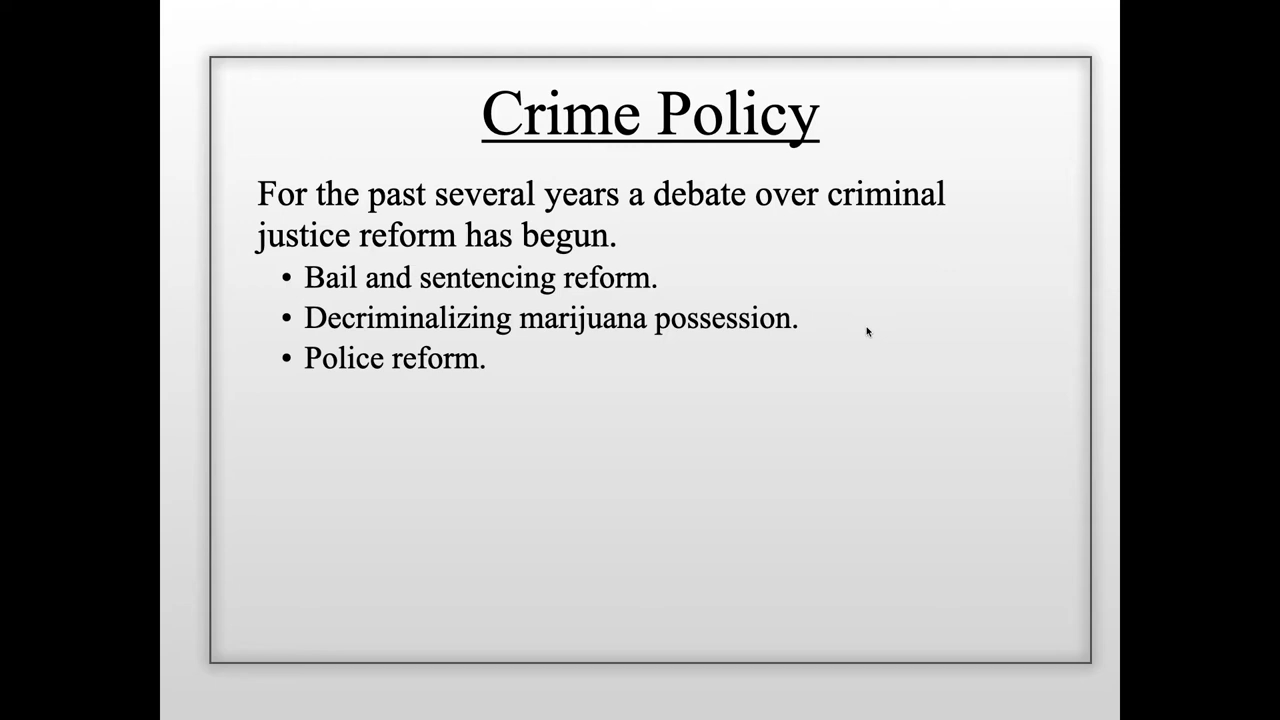 Crime Policy
For the past several years a debate over criminal
justice reform has begun.
• Bail and sentencing reform.
• Decriminalizing marijuana possession.
• Police reform.